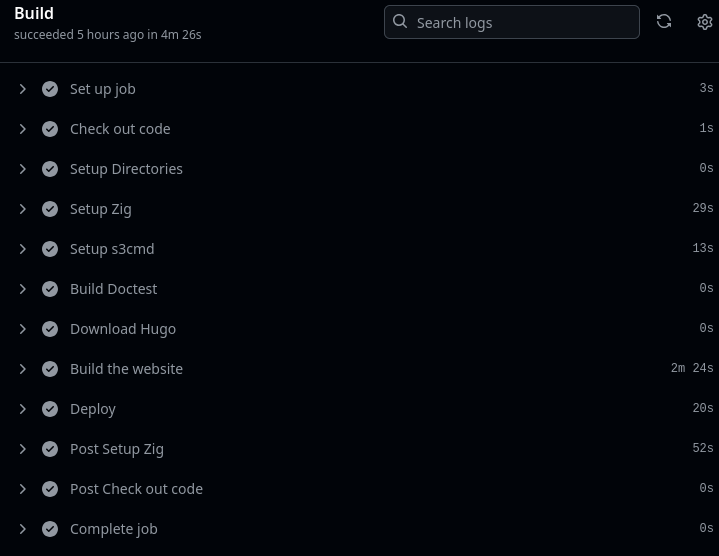 Build
succeeded 5 hours ago in 4m 26s
Search logs
Set up job 3s
Check out code 1s
Setup Directories 0s
Setup Zig 29s
Setup s3cmd 13s
Build Doctest 0s
Download Hugo 0s
Build the website 2m 24s
Deploy 20s
Post Setup Zig 52s
Post Check out code 0s
Complete job 0s